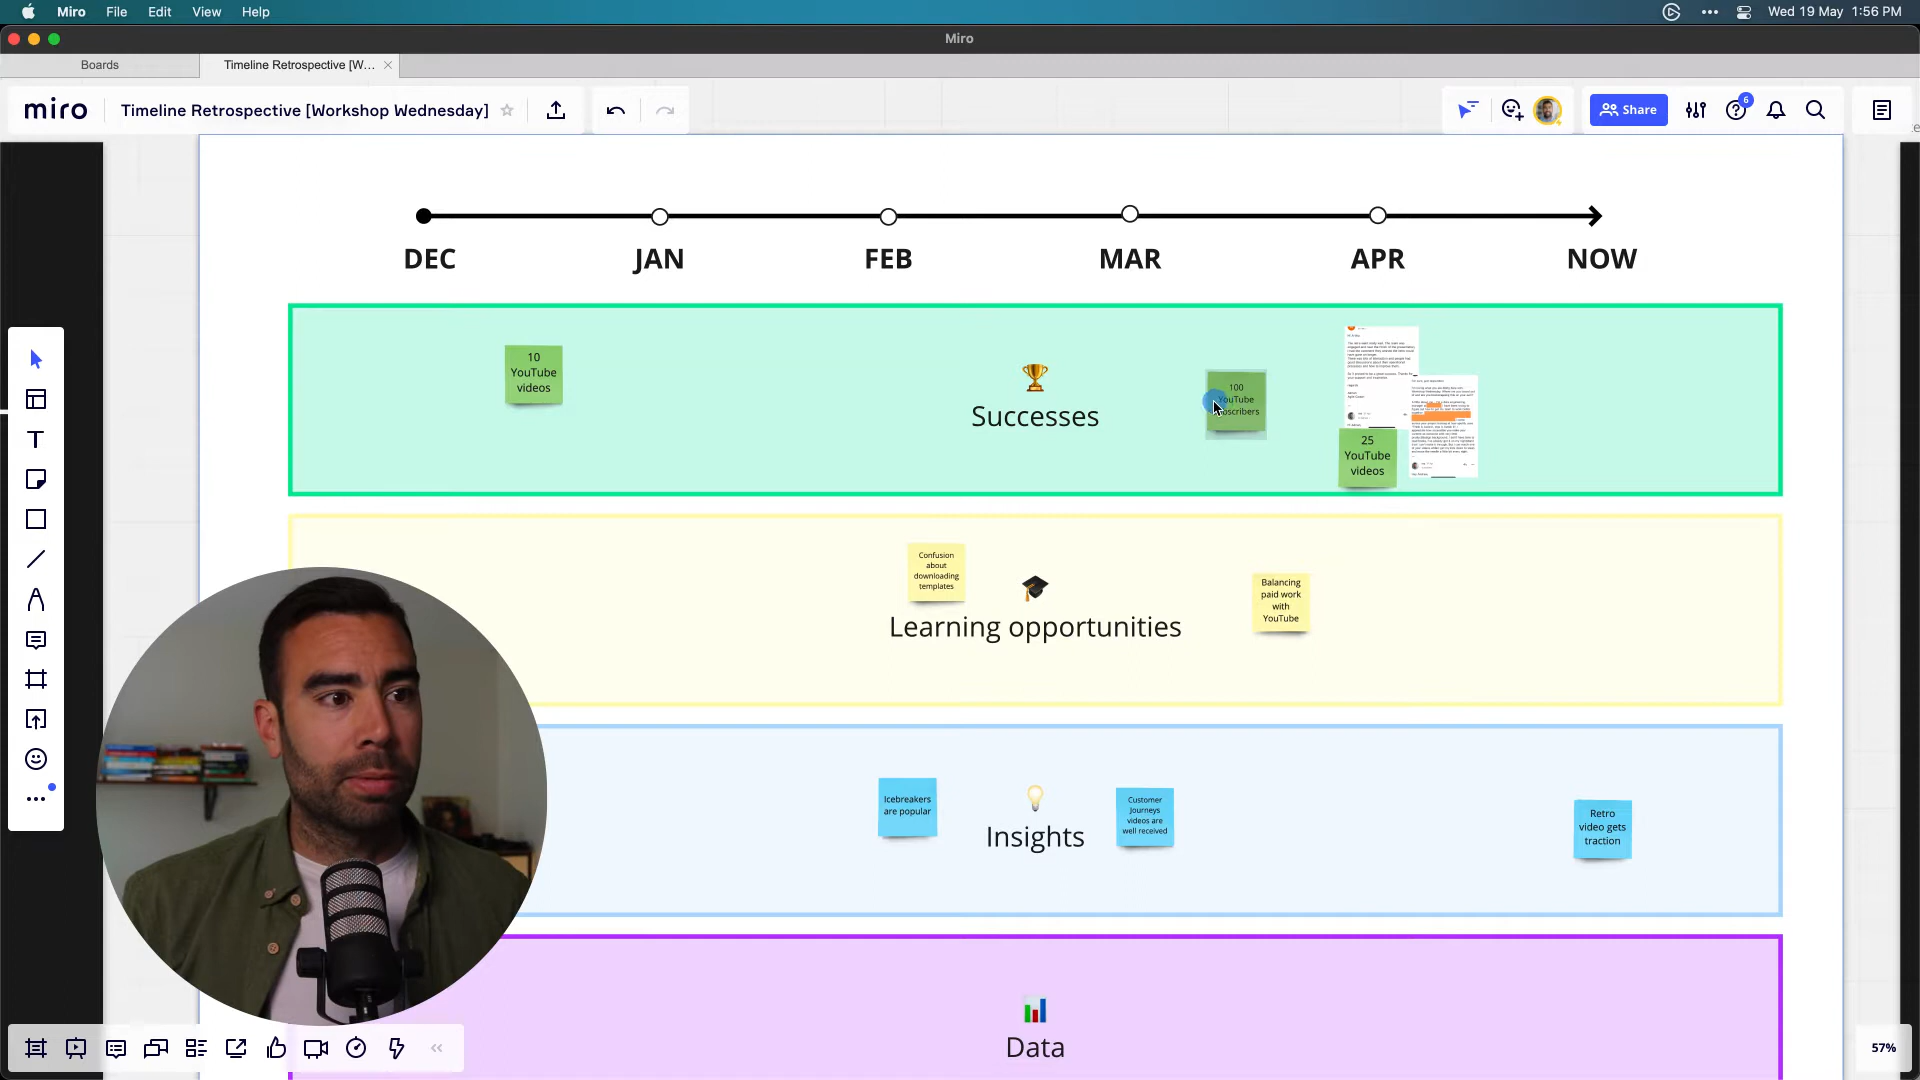 Miro
File
Edit
View
Help
Wed 19 May 1:56 PM
Miro
Boards
Timeline Retrospective [W...
miro
Timeline Retrospective [Workshop Wednesday]
Share
6
DEC
JAN
FEB
MAR
APR
NOW
10
YouTube
videos
Successes
100
YouTube
25
YouTube
videos
Confusion
about
downloading
templates
Learning opportunities
Balancing
paid work
with
YouTube
Icebreakers
are popular
Insights
Customer
Journeys
videos are
well received
Retro
video gets
traction
Data
57%